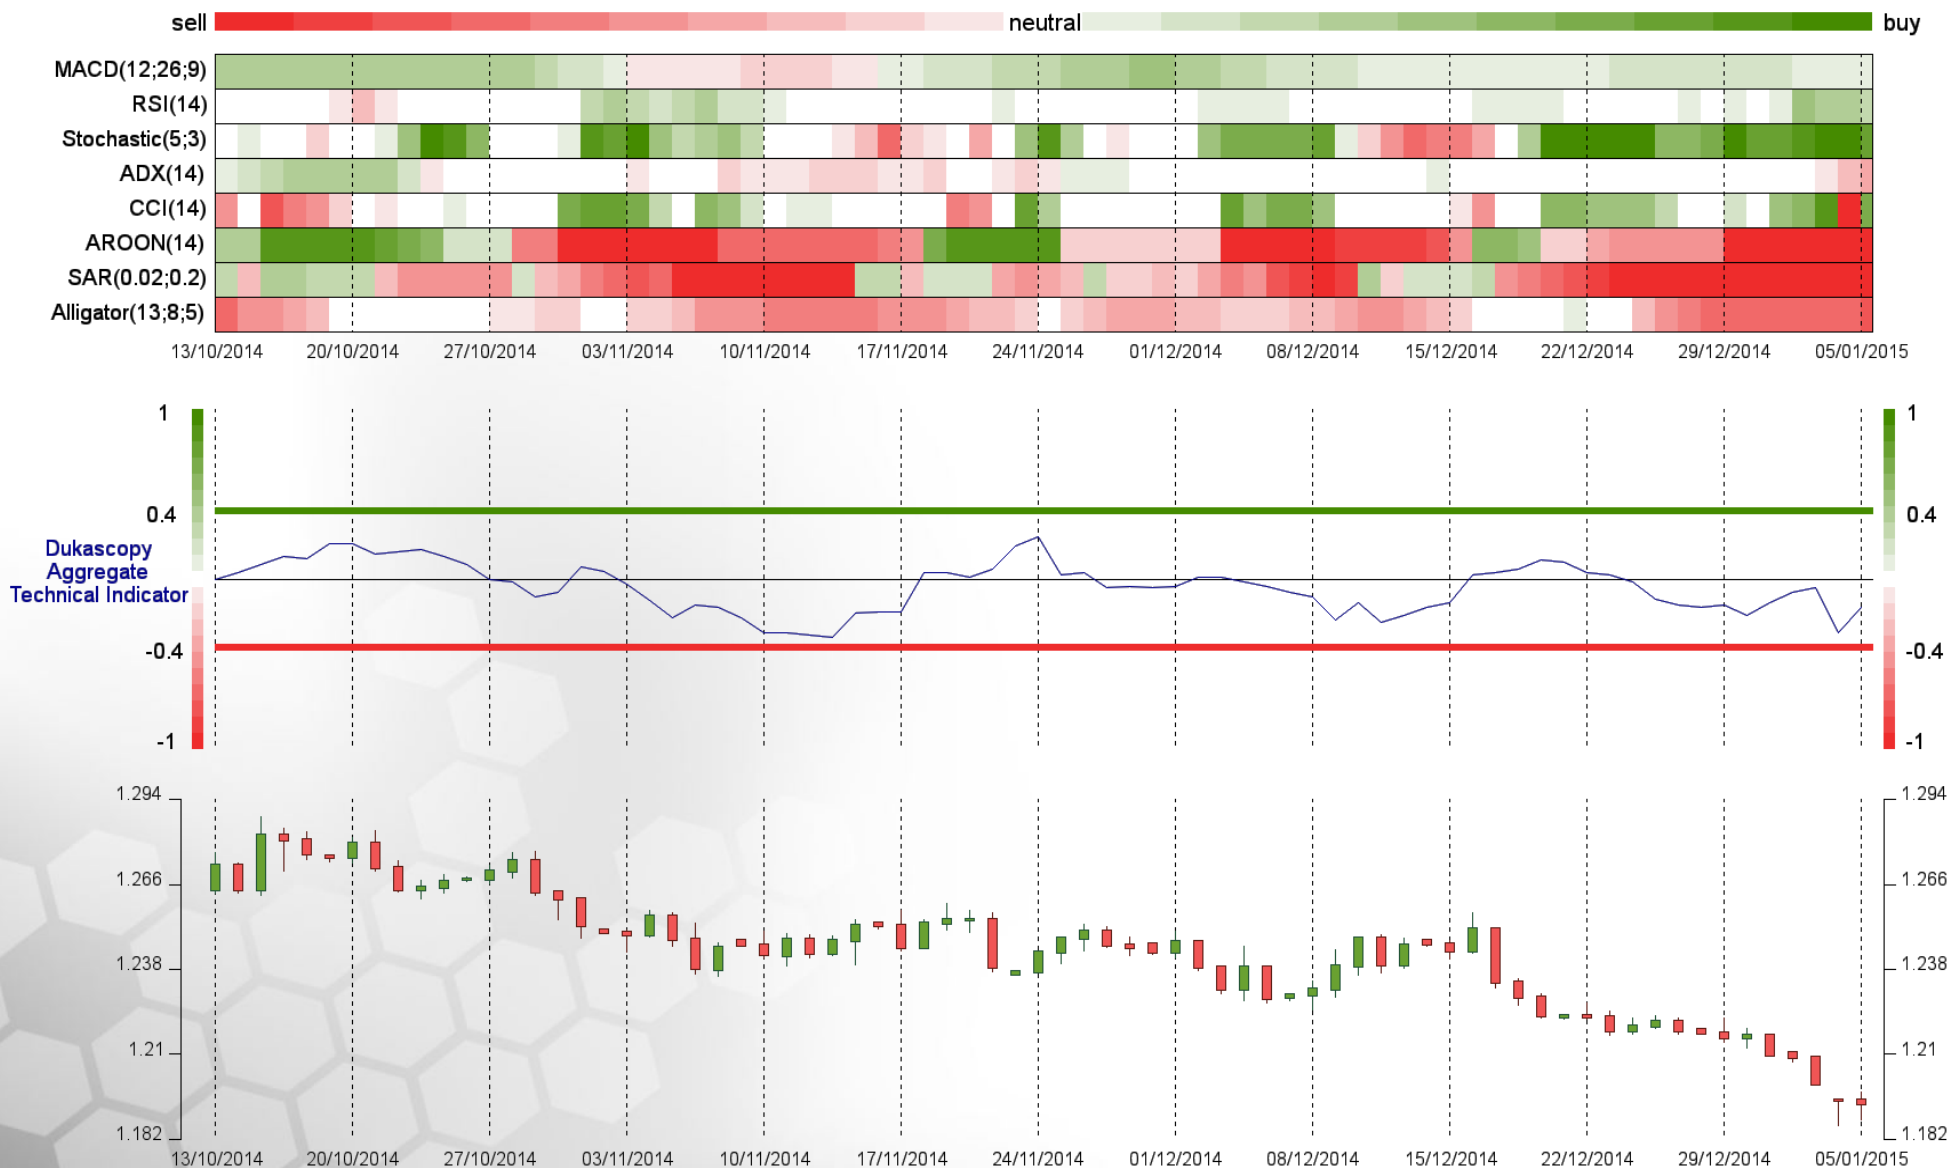 sell neutral buy
MACD(12;26;9)
RSI(14)
Stochastic(5;3)
ADX(14)
CCI(14)
AROON(14)
SAR(0.02;0.2)
Alligator(13;8;5)
13/10/2014 20/10/2014 27/10/2014 03/11/2014 10/11/2014 17/11/2014 24/11/2014 01/12/2014 08/12/2014 15/12/2014 22/12/2014 29/12/2014 05/01/2015
1 1
0.4 0.4
Dukascopy
Aggregate
Technical Indicator
-0.4 -0.4
-1 -1
1.294 1.294
1.266 1.266
1.238 1.238
1.21 1.21
1.182 1.182
13/10/2014 20/10/2014 27/10/2014 03/11/2014 10/11/2014 17/11/2014 24/11/2014 01/12/2014 08/12/2014 15/12/2014 22/12/2014 29/12/2014 05/01/2015